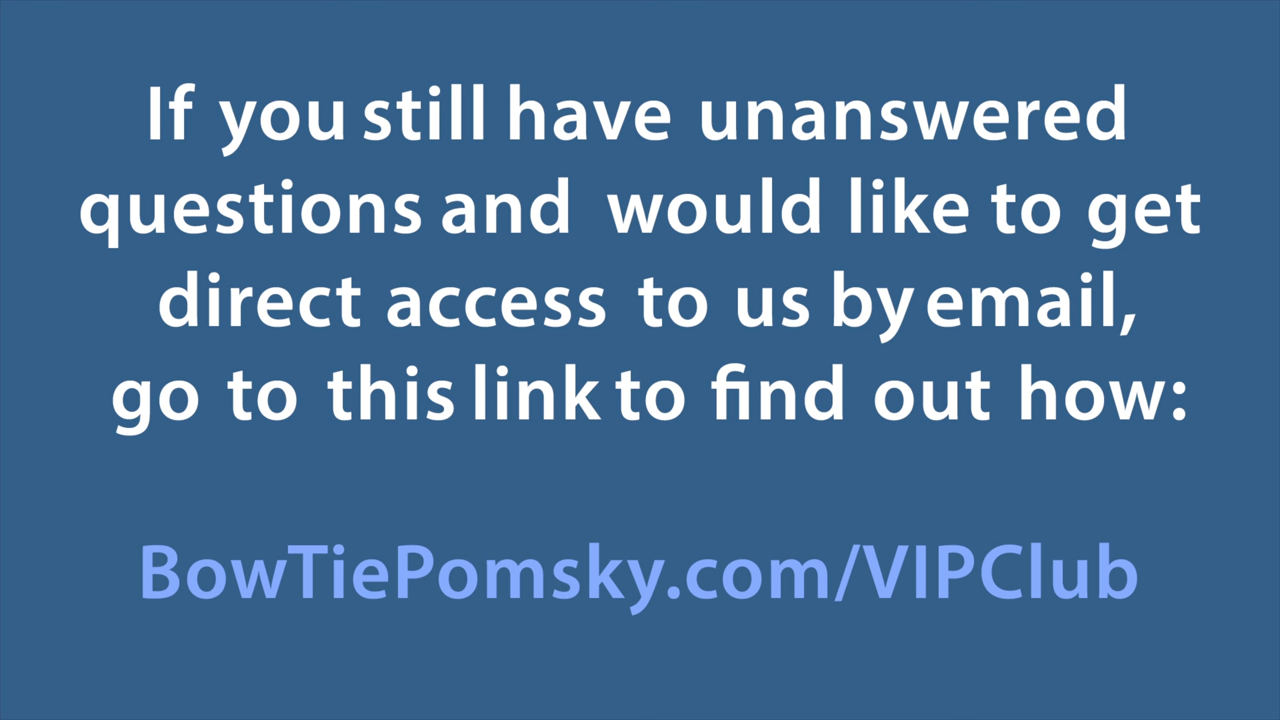 If you still have unanswered
questions and would like to get
direct access to us by email,
go to this link to find out how:
BowTiePomsky.com/VIPClub